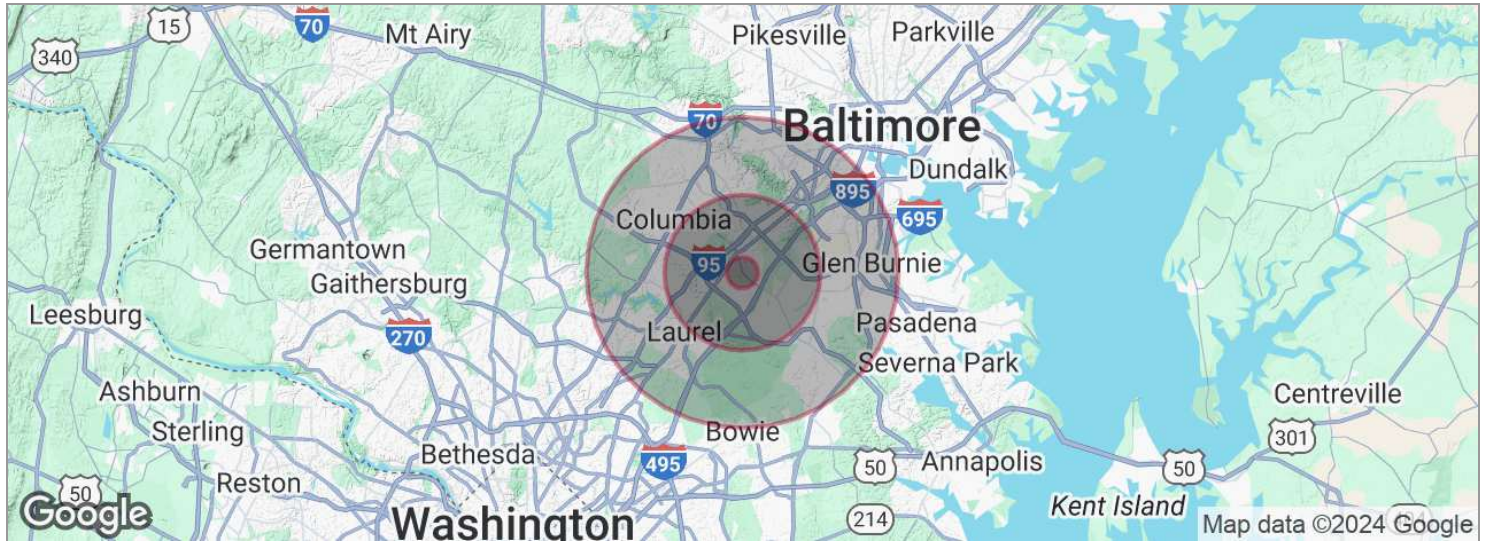 15
70
Mt Airy
Pikesville
Parkville
340
70
Baltimore
Dundalk
895
695
Columbia
Germantown
95
Glen Burnie
Gaithersburg
Leesburg
270
Laurel
Pasadena
Severna Park
Ashburn
Centreville
Sterling
Bowie
301
Bethesda
495
50
Annapolis
50
Reston
50
Google
Washington
214
Kent Island
Map data ©2024 Google